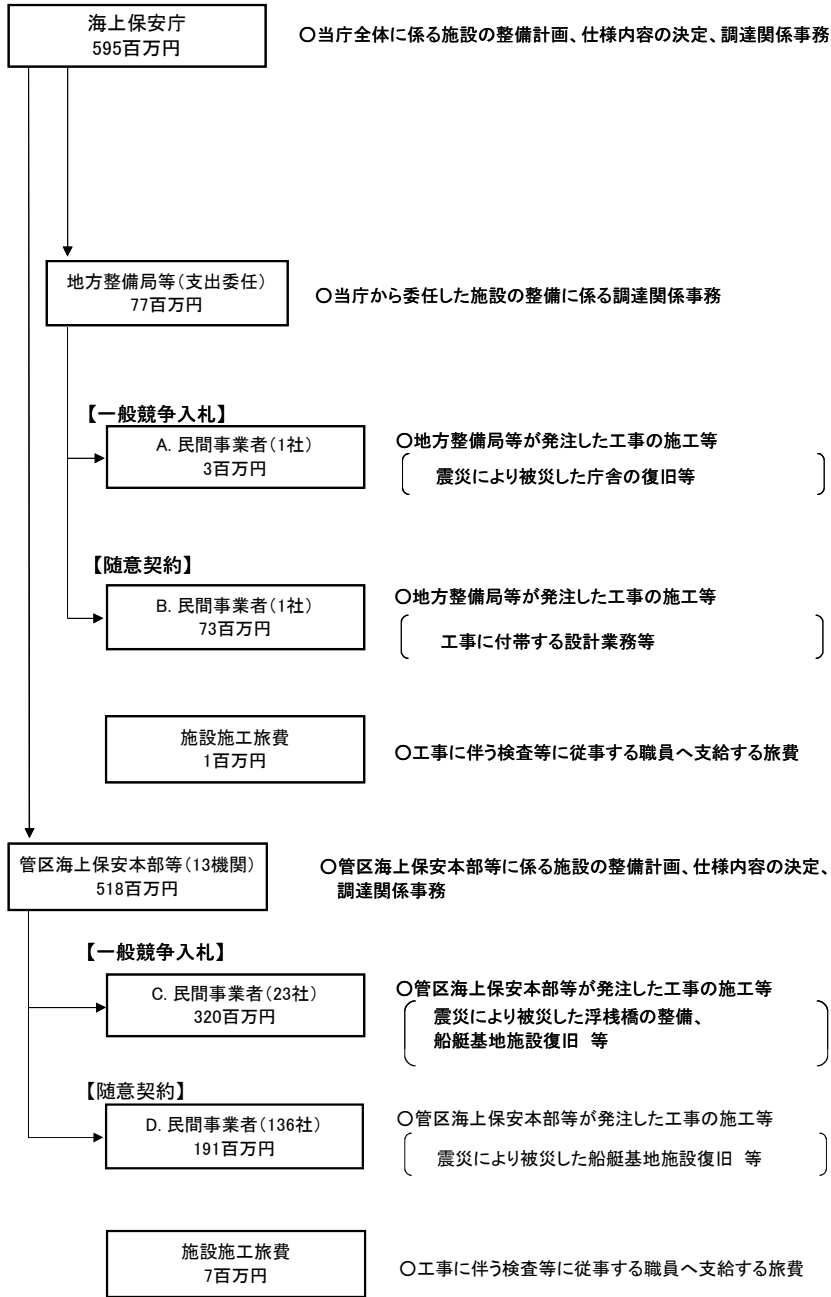 海上保安庁
595百万円
○当庁全体に係る施設の整備計画、仕様内容の決定、調達関係事務
地方整備局等(支出委任)
77百万円
○当庁から委任した施設の整備に係る調達関係事務
【一般競争入札】
A. 民間事業者(1社)
3百万円
○地方整備局等が発注した工事の施工等
震災により被災した庁舎の復旧等
【随意契約】
B. 民間事業者(1社)
73百万円
○地方整備局等が発注した工事の施工等
工事に付帯する設計業務等
施設施工旅費
1百万円
○工事に伴う検査等に従事する職員へ支給する旅費
管区海上保安本部等(13機関)
518百万円
○管区海上保安本部等に係る施設の整備計画、仕様内容の決定、
調達関係事務
【一般競争入札】
C. 民間事業者(23社)
320百万円
○管区海上保安本部等が発注した工事の施工等
震災により被災した浮桟橋の整備、
船艇基地施設復旧 等
【随意契約】
D. 民間事業者(136社)
191百万円
○管区海上保安本部等が発注した工事の施工等
震災により被災した船艇基地施設復旧 等
施設施工旅費
7百万円
○工事に伴う検査等に従事する職員へ支給する旅費